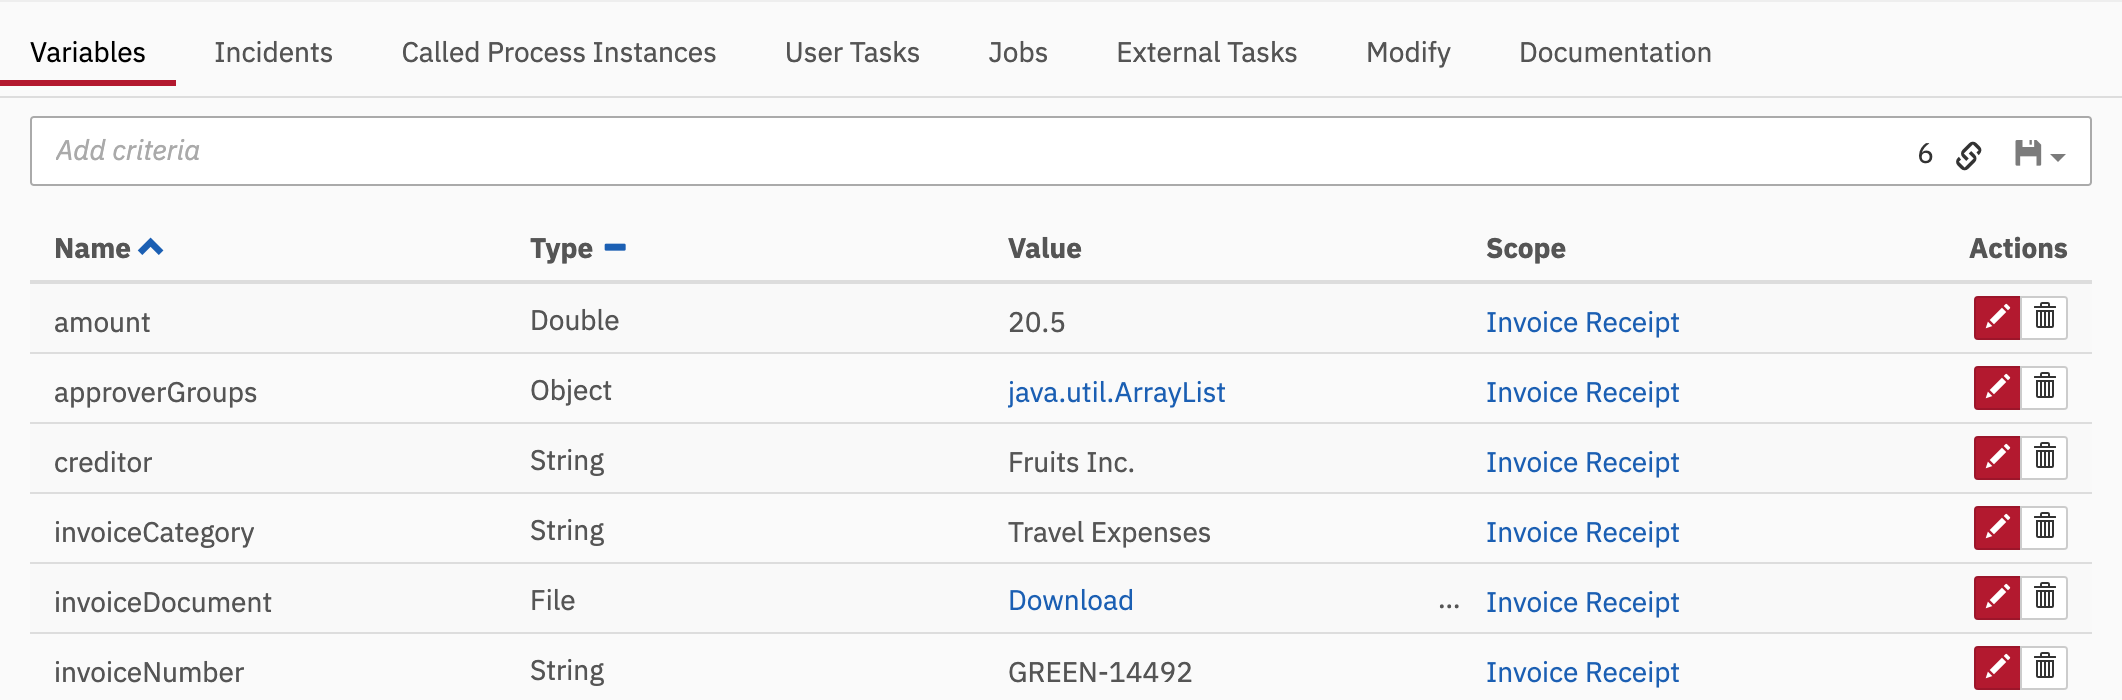 Variables Incidents Called Process Instances User Tasks Jobs External Tasks Modify Documentation
Add criteria 6
Name Type Value Scope Actions
amount Double 20.5 Invoice Receipt
approverGroups Object java.util.ArrayList Invoice Receipt
creditor String Fruits Inc. Invoice Receipt
invoiceCategory String Travel Expenses Invoice Receipt
invoiceDocument File Download ... Invoice Receipt
invoiceNumber String GREEN-14492 Invoice Receipt